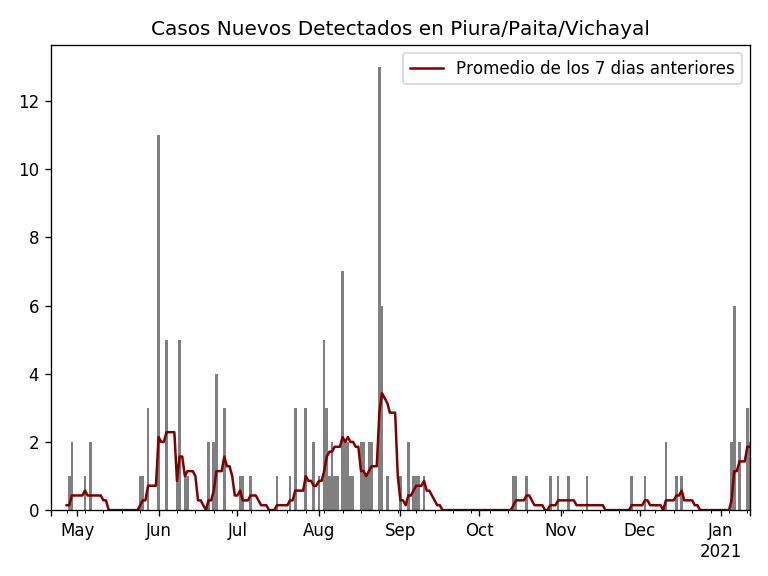 Casos Nuevos Detectados en Piura/Paita/Vichayal
Promedio de los 7 dias anteriores
12
10
8
6
4
2
0
May Jun Jul Aug Sep Oct Nov Dec Jan
2021